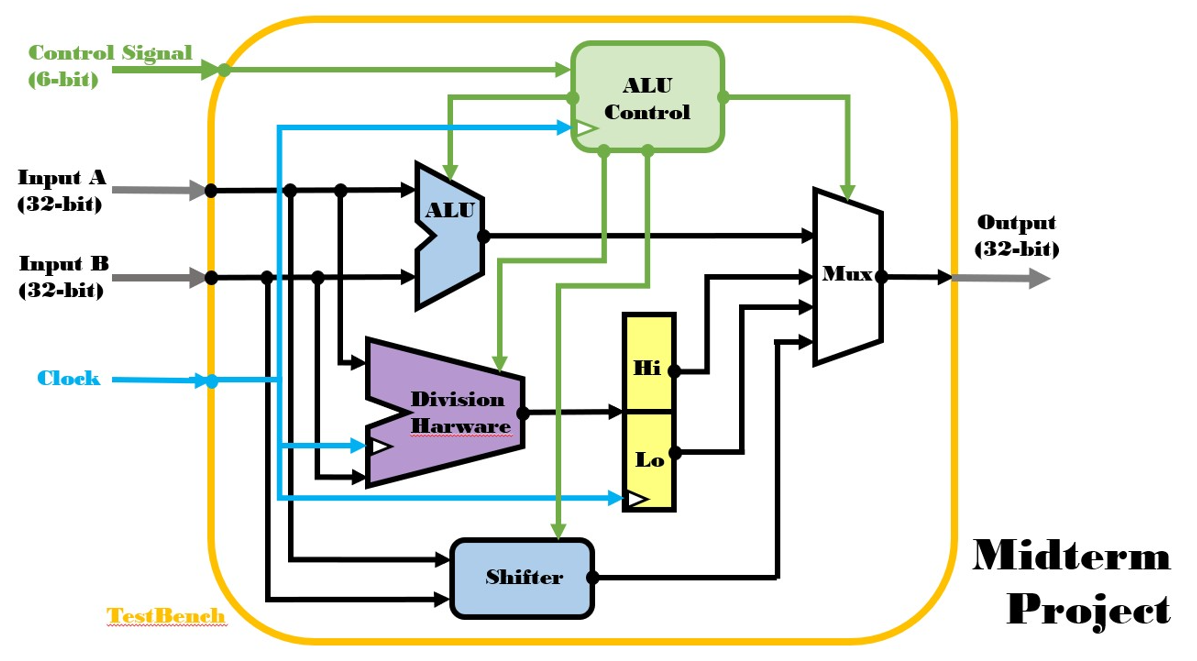 Control Signal
(6-bit)
ALU
Control
Input A
(32-bit)
ALU
Output
(32-bit)
Input B
(32-bit)
Mux
Clock
Hi
Division
Harware
Lo
Shifter
Midterm
Project
TestBench